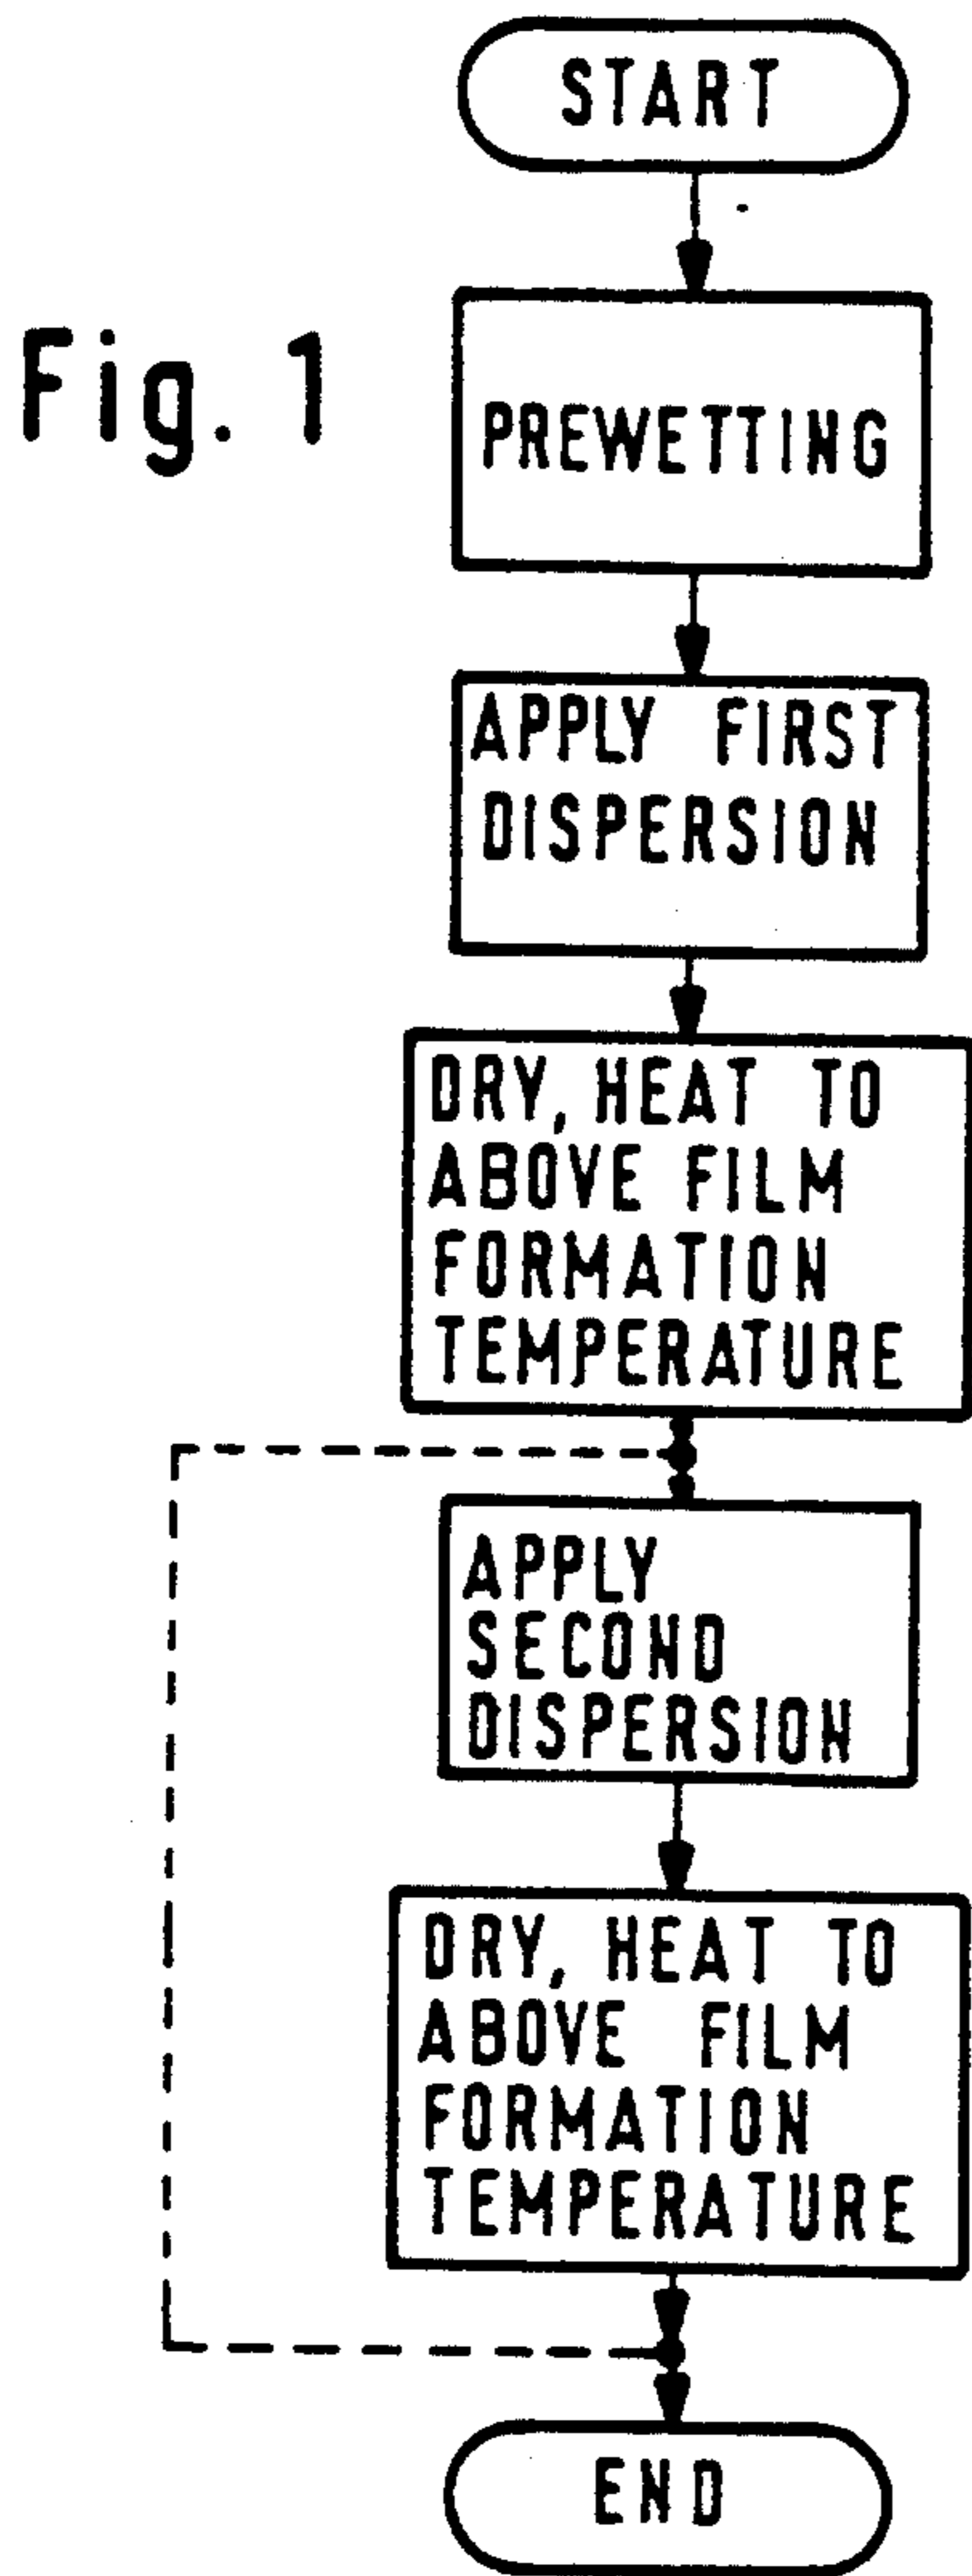 START
Fig. 1
PREWETTING
APPLY FIRST
DISPERSION
DRY, HEAT TO
ABOVE FILM
FORMATION
TEMPERATURE
APPLY
SECOND
DISPERSION
DRY, HEAT TO
ABOVE FILM
FORMATION
TEMPERATURE
END